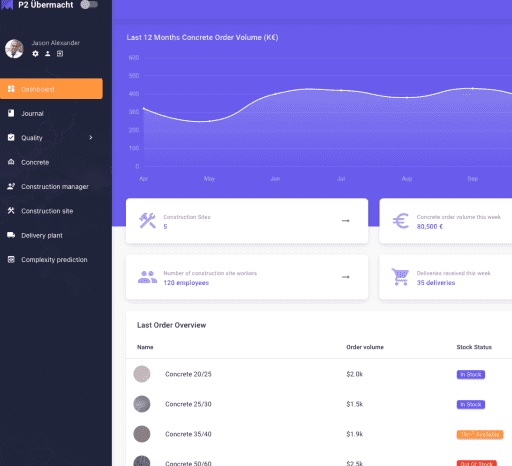 P2 Übermacht
Jason Alexander
Dashboard
Journal
Quality
Concrete
Construction manager
Construction site
Delivery plant
Complexity prediction
Last 12 Months Concrete Order Volume (K€)
600
500
400
300
200
100
0
Apr
May
Jun
Jul
Aug
Sep
Construction Sites
5
Concrete order volume this week
80,500 €
Number of construction site workers
120 employees
Deliveries received this week
35 deliveries
Last Order Overview
Name Order volume Stock Status
Concrete 20/25 $2.0k In Stock
Concrete 25/30 $1.5k In Stock
Concrete 35/40 $1.9k Available
Concrete 50/60 $2.5k Out Of Stock